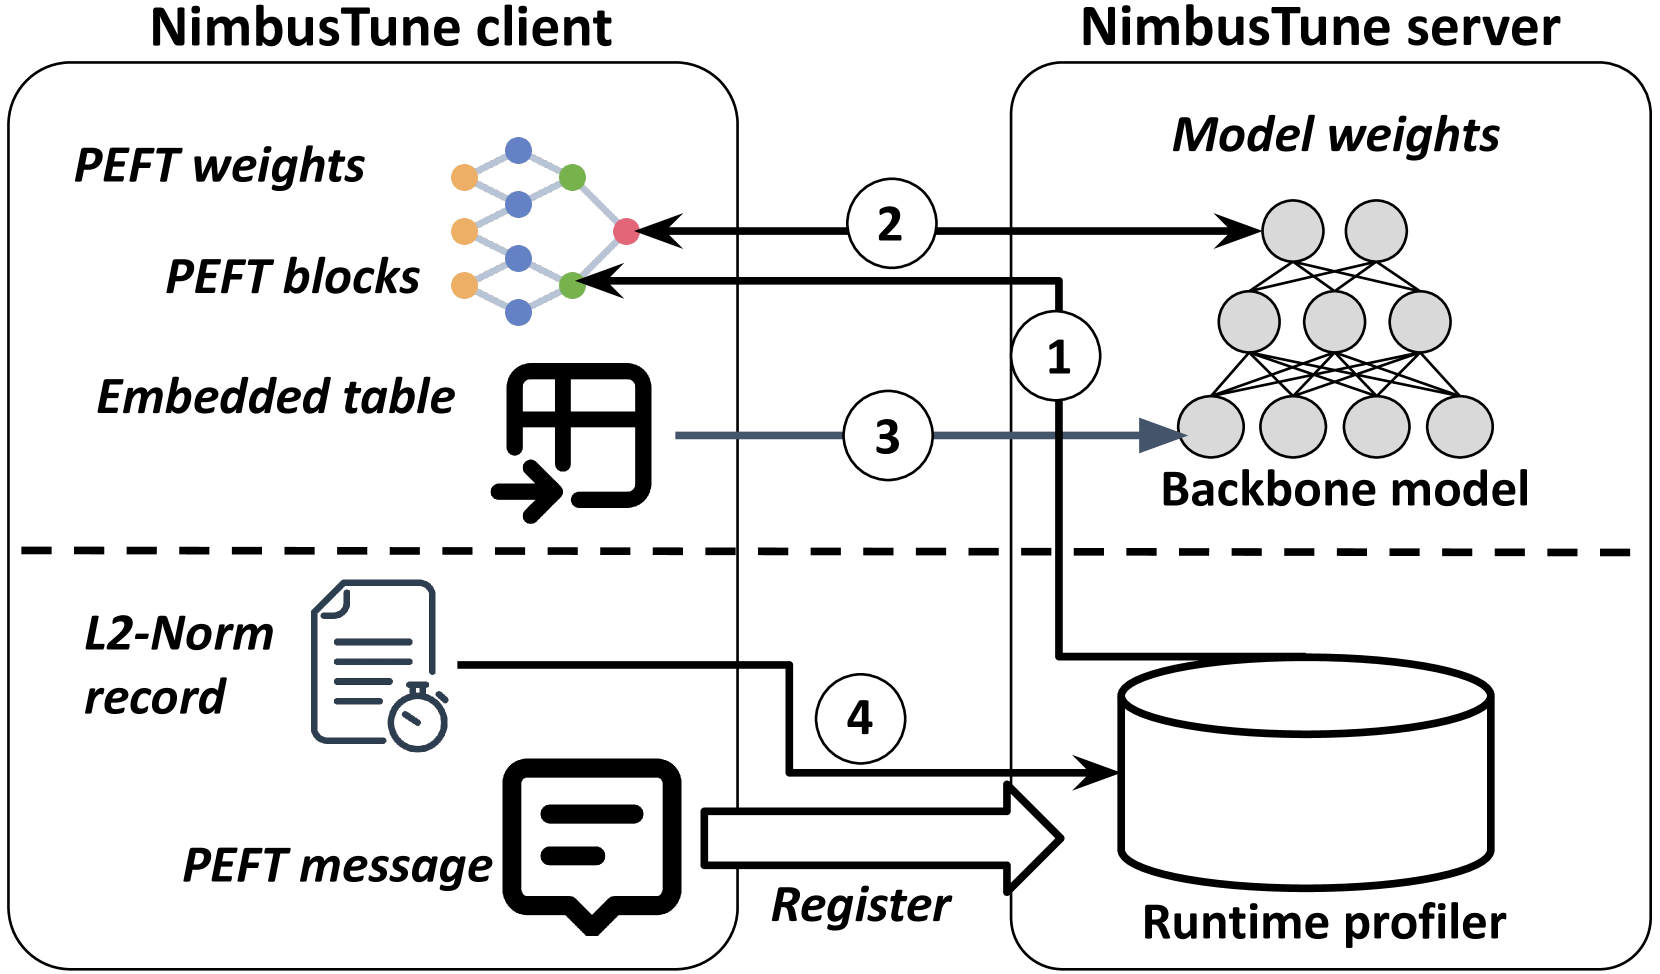 NimbusTune client
NimbusTune server
PEFT weights
Model weights
2
PEFT blocks
1
Embedded table
3
Backbone model
L2-Norm
record
4
PEFT message
Register
Runtime profiler